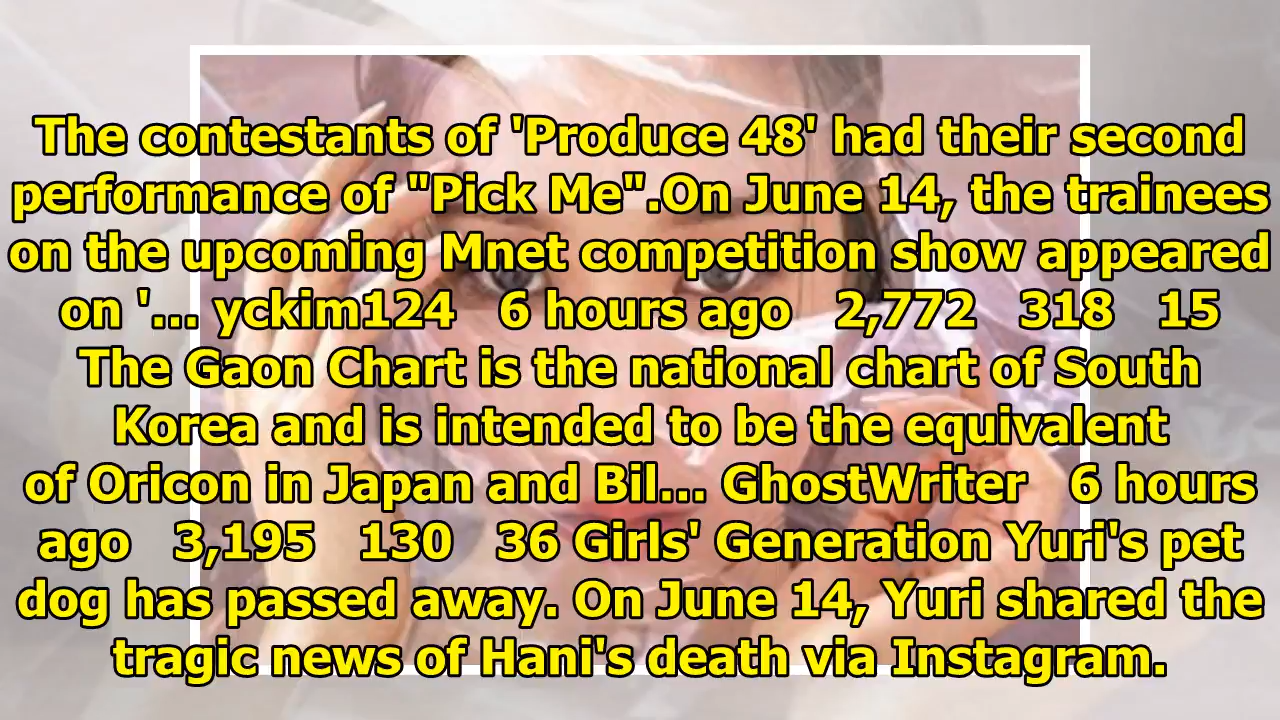 The contestants of 'Produce 48' had their second
performance of "Pick Me".On June 14, the trainees
on the upcoming Mnet competition show appeared
on '... yckim124   6 hours ago   2,772   318   15
The Gaon Chart is the national chart of South
Korea and is intended to be the equivalent
of Oricon in Japan and Bil... GhostWriter   6 hours
ago   3,195   130   36 Girls' Generation Yuri's pet
dog has passed away. On June 14, Yuri shared the
tragic news of Hani's death via Instagram.